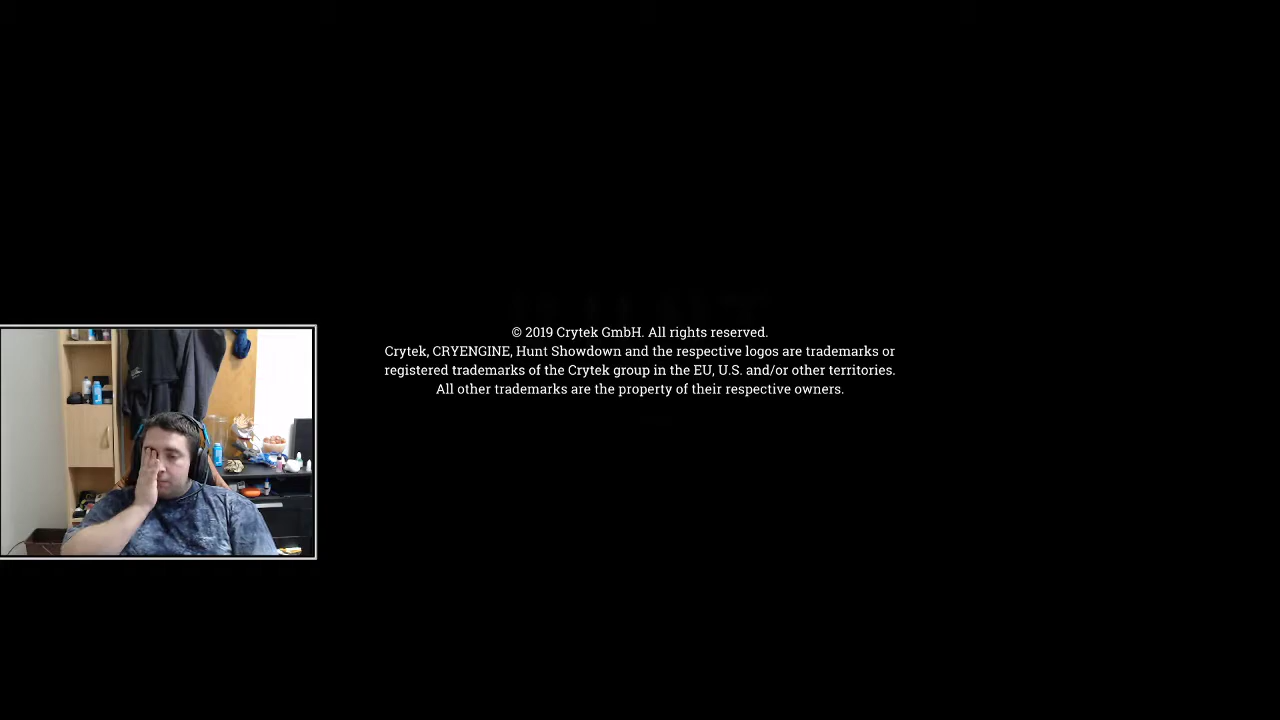 © 2019 Crytek GmbH. All rights reserved.
Crytek, CRYENGINE, Hunt Showdown and the respective logos are trademarks or
registered trademarks of the Crytek group in the EU, U.S. and/or other territories.
All other trademarks are the property of their respective owners.